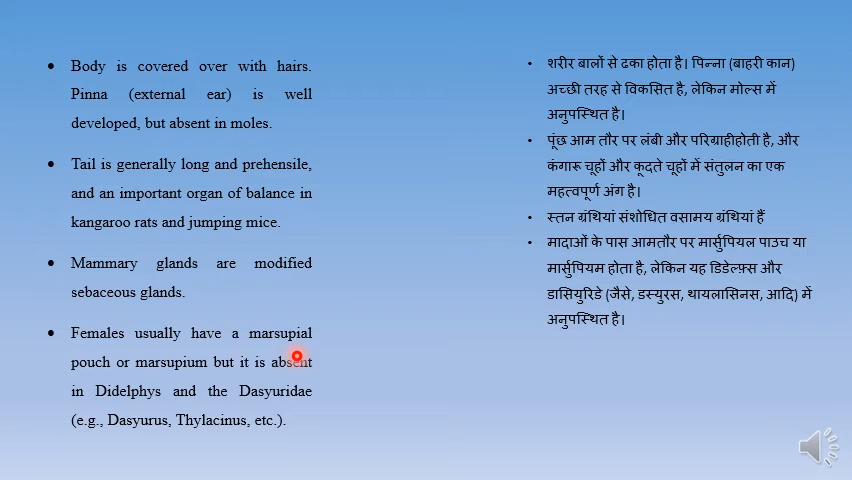 Body is covered over with hairs.
Pinna (external ear) is well
developed, but absent in moles.
Tail is generally long and prehensile,
and an important organ of balance in
kangaroo rats and jumping mice.
Mammary glands are modified
sebaceous glands.
Females usually have a marsupial
pouch or marsupium but it is absent
in Didelphys and the Dasyuridae
(e.g., Dasyurus, Thylacinus, etc.).
शरीर बालों से ढका होता है। पिन्ना (बाहरी कान)
अच्छी तरह से विकसित है, लेकिन मोल्स में
अनुपस्थित है।
पूंछ आम तौर पर लंबी और परिग्राहीहोती है, और
कंगारू चूहों और कूदते चूहों में संतुलन का एक
महत्वपूर्ण अंग है।
स्तन ग्रंथियां संशोधित वसामय ग्रंथियां हैं
मादाओं के पास आमतौर पर मार्सुपियल पाउच या
मार्सुपियम होता है, लेकिन यह डिडेल्फ़्स और
डासियुरिडे (जैसे, डस्युरस, थायलासिनस, आदि) में
अनुपस्थित है।